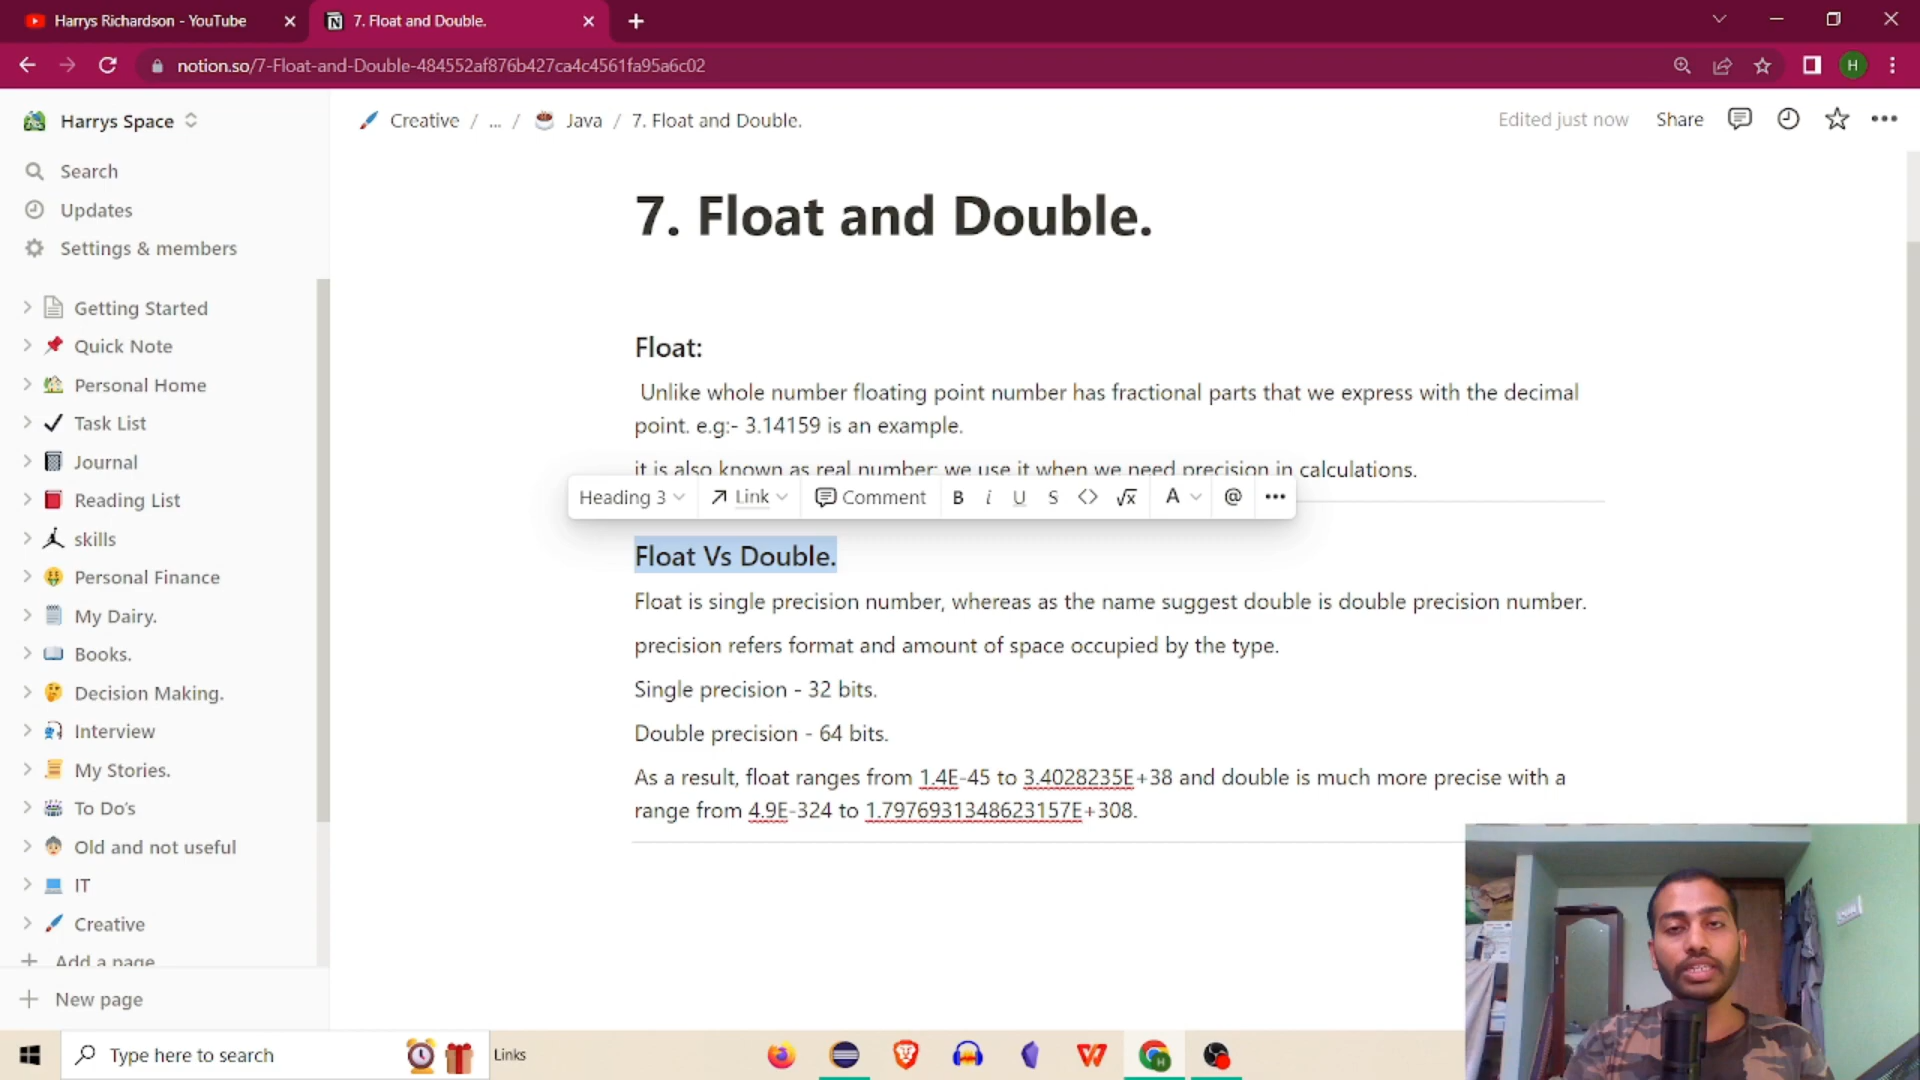 Harrys Richardson - YouTube
7. Float and Double.
notion.so/7-Float-and-Double-484552af876b427ca4c4561fa95a6c02
H
Harrys Space
Creative / ... / Java / 7. Float and Double.
Edited just now
Share
Search
Updates
Settings & members
Getting Started
Quick Note
Personal Home
Task List
Journal
Reading List
skills
Personal Finance
My Dairy.
Books.
Decision Making.
Interview
My Stories.
To Do's
Old and not useful
IT
Creative
Add a page
New page
7. Float and Double.
Float:
Unlike whole number floating point number has fractional parts that we express with the decimal
point. e.g:- 3.14159 is an example.
it is also known as real number; we use it when we need precision in calculations.
Heading 3 Link Comment B i U S <> √x A @ •••
Float Vs Double.
Float is single precision number, whereas as the name suggest double is double precision number.
precision refers format and amount of space occupied by the type.
Single precision - 32 bits.
Double precision - 64 bits.
As a result, float ranges from 1.4E-45 to 3.4028235E+38 and double is much more precise with a
range from 4.9E-324 to 1.7976931348623157E+308.
Type here to search
Links